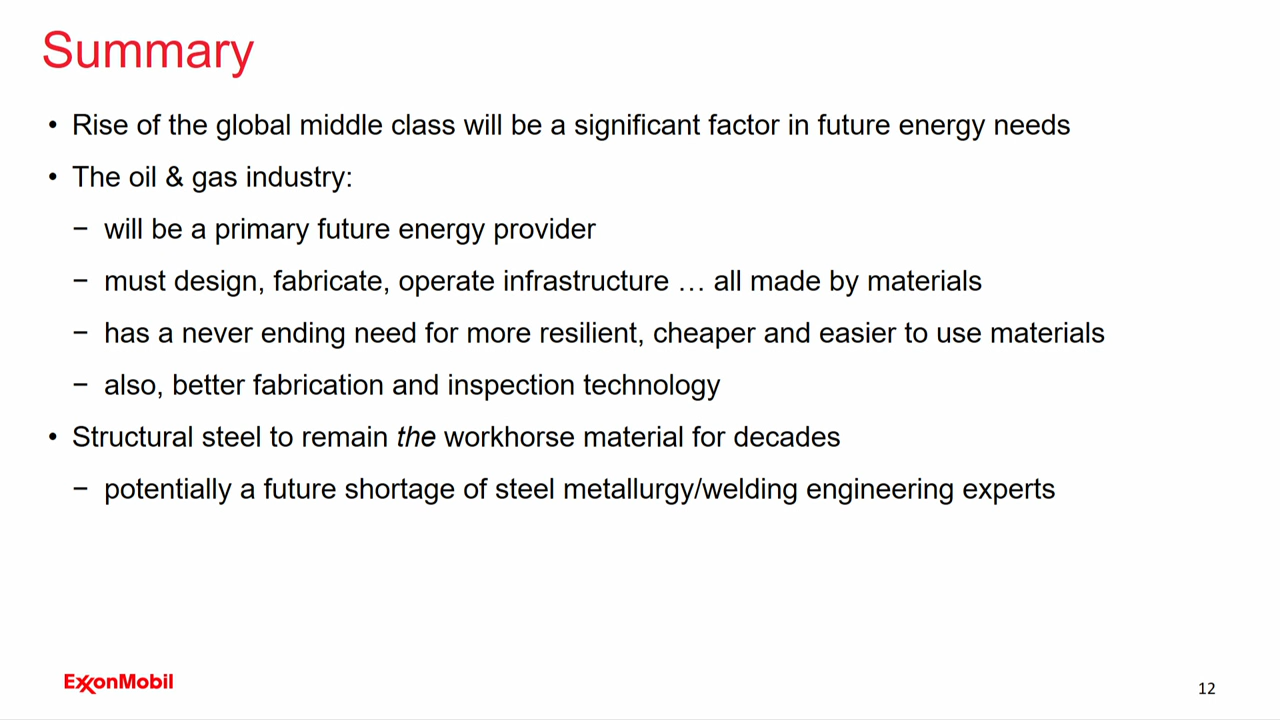 Summary
• Rise of the global middle class will be a significant factor in future energy needs
• The oil & gas industry:
− will be a primary future energy provider
− must design, fabricate, operate infrastructure … all made by materials
− has a never ending need for more resilient, cheaper and easier to use materials
− also, better fabrication and inspection technology
• Structural steel to remain the workhorse material for decades
− potentially a future shortage of steel metallurgy/welding engineering experts
ExxonMobil
12